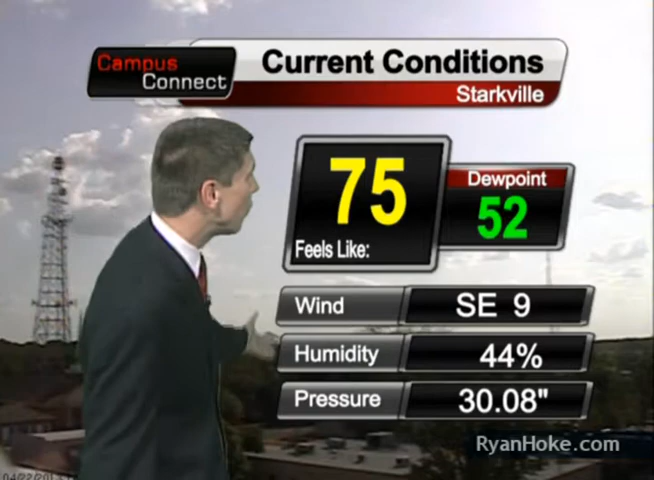 Campus
Connect
Current Conditions
Starkville
75
Feels Like:
Dewpoint
52
Wind SE 9
Humidity 44%
Pressure 30.08"
RyanHoke.com